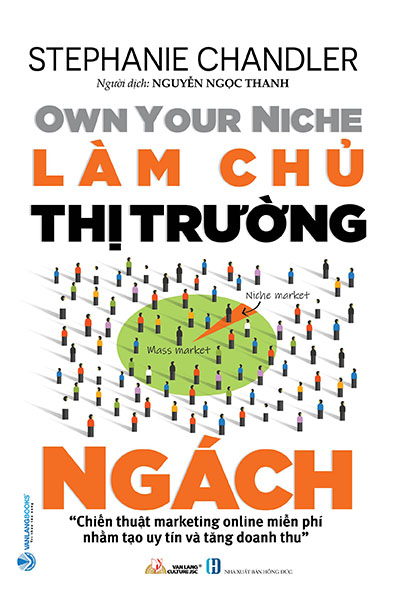 STEPHANIE CHANDLER
Người dịch: NGUYỄN NGỌC THANH
OWN YOUR NICHE
LÀM CHỦ
THỊ TRƯỜNG
Niche market
Mass market
NGÁCH
“Chiến thuật marketing online miễn phí
nhằm tạo uy tín và tăng doanh thu”
VANLANGBOOKS
VAN LANG
CULTURE JSC
NHÀ XUẤT BẢN HỒNG ĐỨC